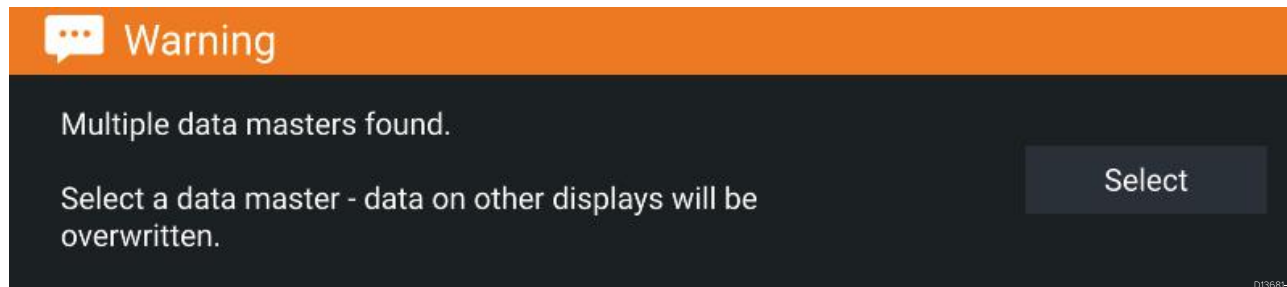 Warning
Multiple data masters found.
Select a data master - data on other displays will be
overwritten.
Select